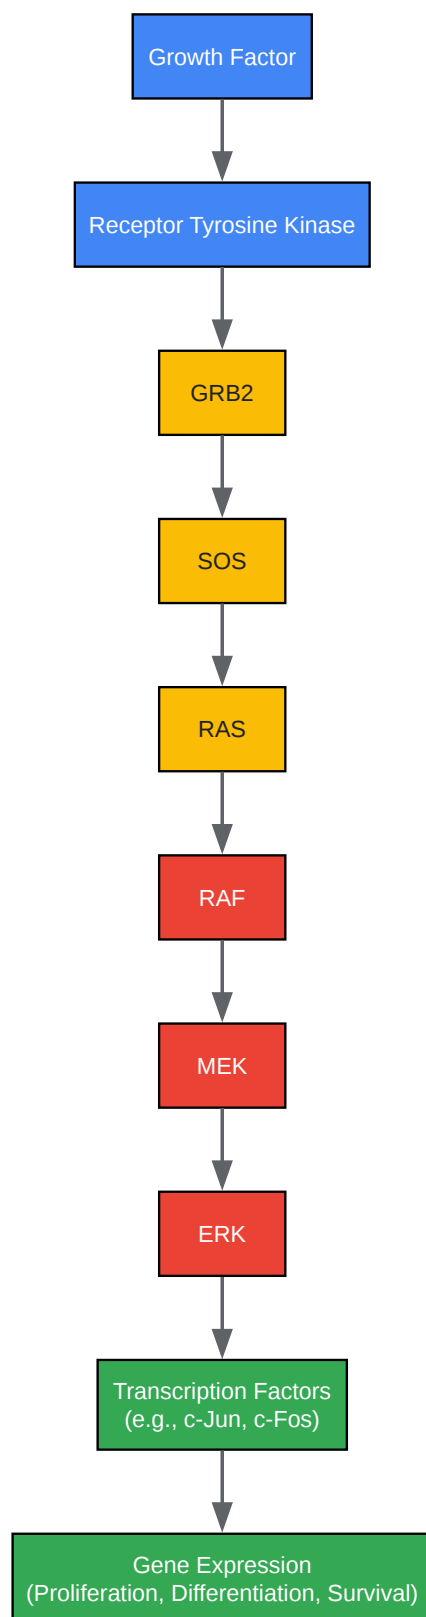 Growth Factor
Receptor Tyrosine Kinase
GRB2
SOS
RAS
RAF
MEK
ERK
Transcription Factors
(e.g., c-Jun, c-Fos)
Gene Expression
(Proliferation, Differentiation, Survival)